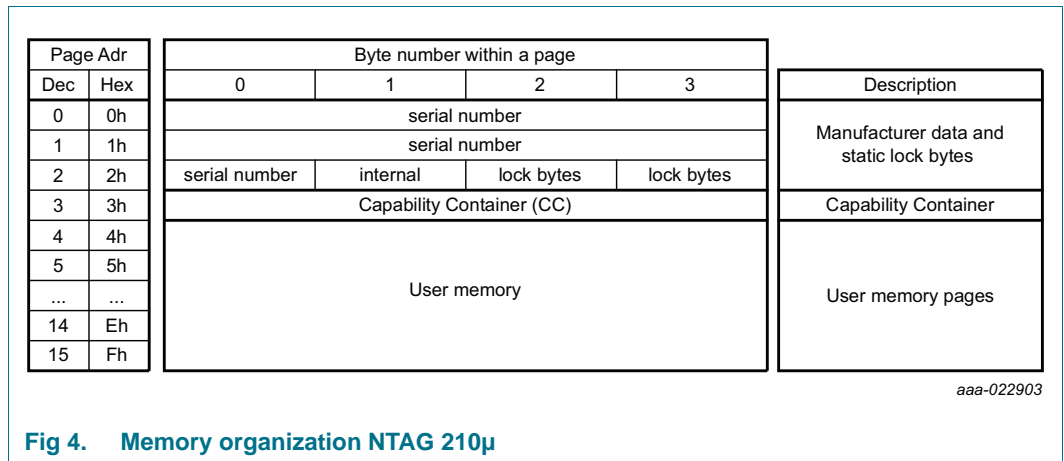 Page Adr Byte number within a page
Dec Hex 0 1 2 3 Description
0 0h serial number
Manufacturer data and
static lock bytes
1 1h serial number
2 2h serial number internal lock bytes lock bytes
3 3h Capability Container (CC) Capability Container
4 4h
5 5h
... ... User memory User memory pages
14 Eh
15 Fh
aaa-022903
Fig 4. Memory organization NTAG 210µ